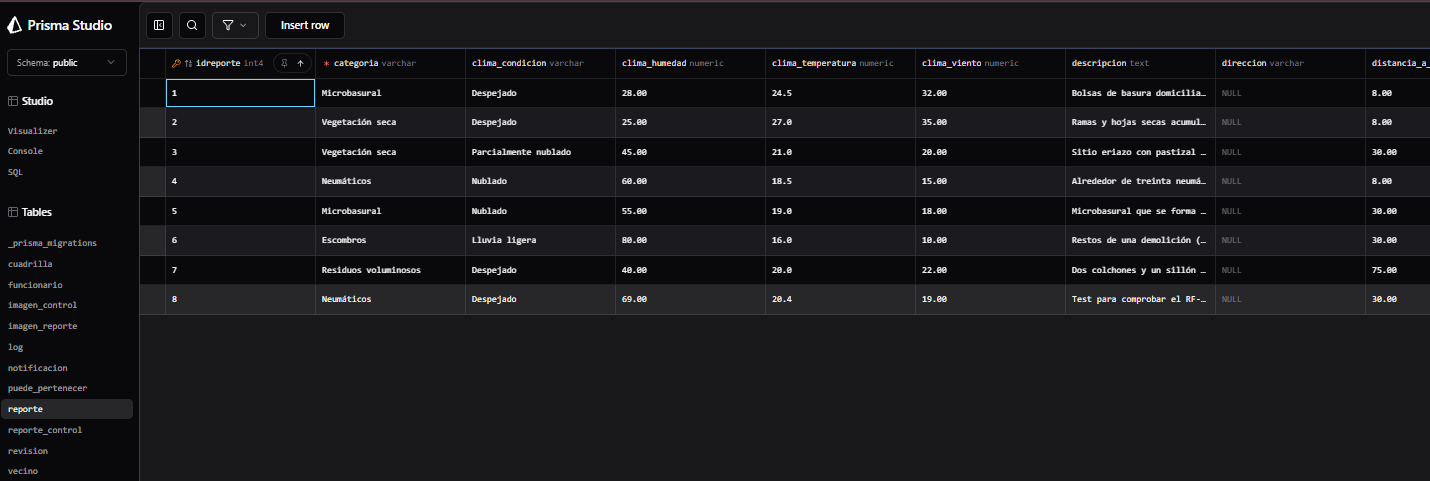 Prisma Studio
Insert row
Schema: public
Studio
Visualizer
Console
SQL
Tables
_prisma_migrations
cuadrilla
funcionario
imagen_control
imagen_reporte
log
notificacion
puede_pertenecer
reporte
reporte_control
revision
vecino
idreporte int4 * categoria varchar clima_condicion varchar clima_humedad numeric clima_temperatura numeric clima_viento numeric descripcion text direccion varchar distancia_a_
1 Microbasural Despejado 28.00 24.5 32.00 Bolsas de basura domicilia… NULL 8.00
2 Vegetación seca Despejado 25.00 27.0 35.00 Ramas y hojas secas acumul… NULL 8.00
3 Vegetación seca Parcialmente nublado 45.00 21.0 20.00 Sitio eriazo con pastizal … NULL 30.00
4 Neumáticos Nublado 60.00 18.5 15.00 Alrededor de treinta neumá… NULL 8.00
5 Microbasural Nublado 55.00 19.0 18.00 Microbasural que se forma … NULL 30.00
6 Escombros Lluvia ligera 80.00 16.0 10.00 Restos de una demolición (… NULL 30.00
7 Residuos voluminosos Despejado 40.00 20.0 22.00 Dos colchones y un sillón … NULL 75.00
8 Neumáticos Despejado 69.00 20.4 19.00 Test para comprobar el RF-… NULL 30.00